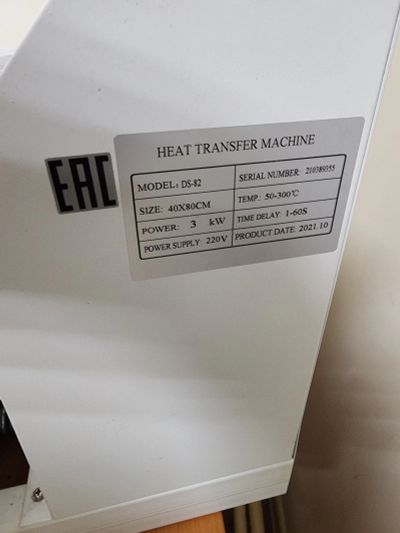 HEAT TRANSFER MACHINE
EAC
MODEL: DS-82 SERIAL NUMBER: 210389355
SIZE: 40X80CM TEMP: 50-300℃
POWER: 3 kW TIME DELAY: 1-60S
POWER SUPPLY: 220V PRODUCT DATE: 2021.10